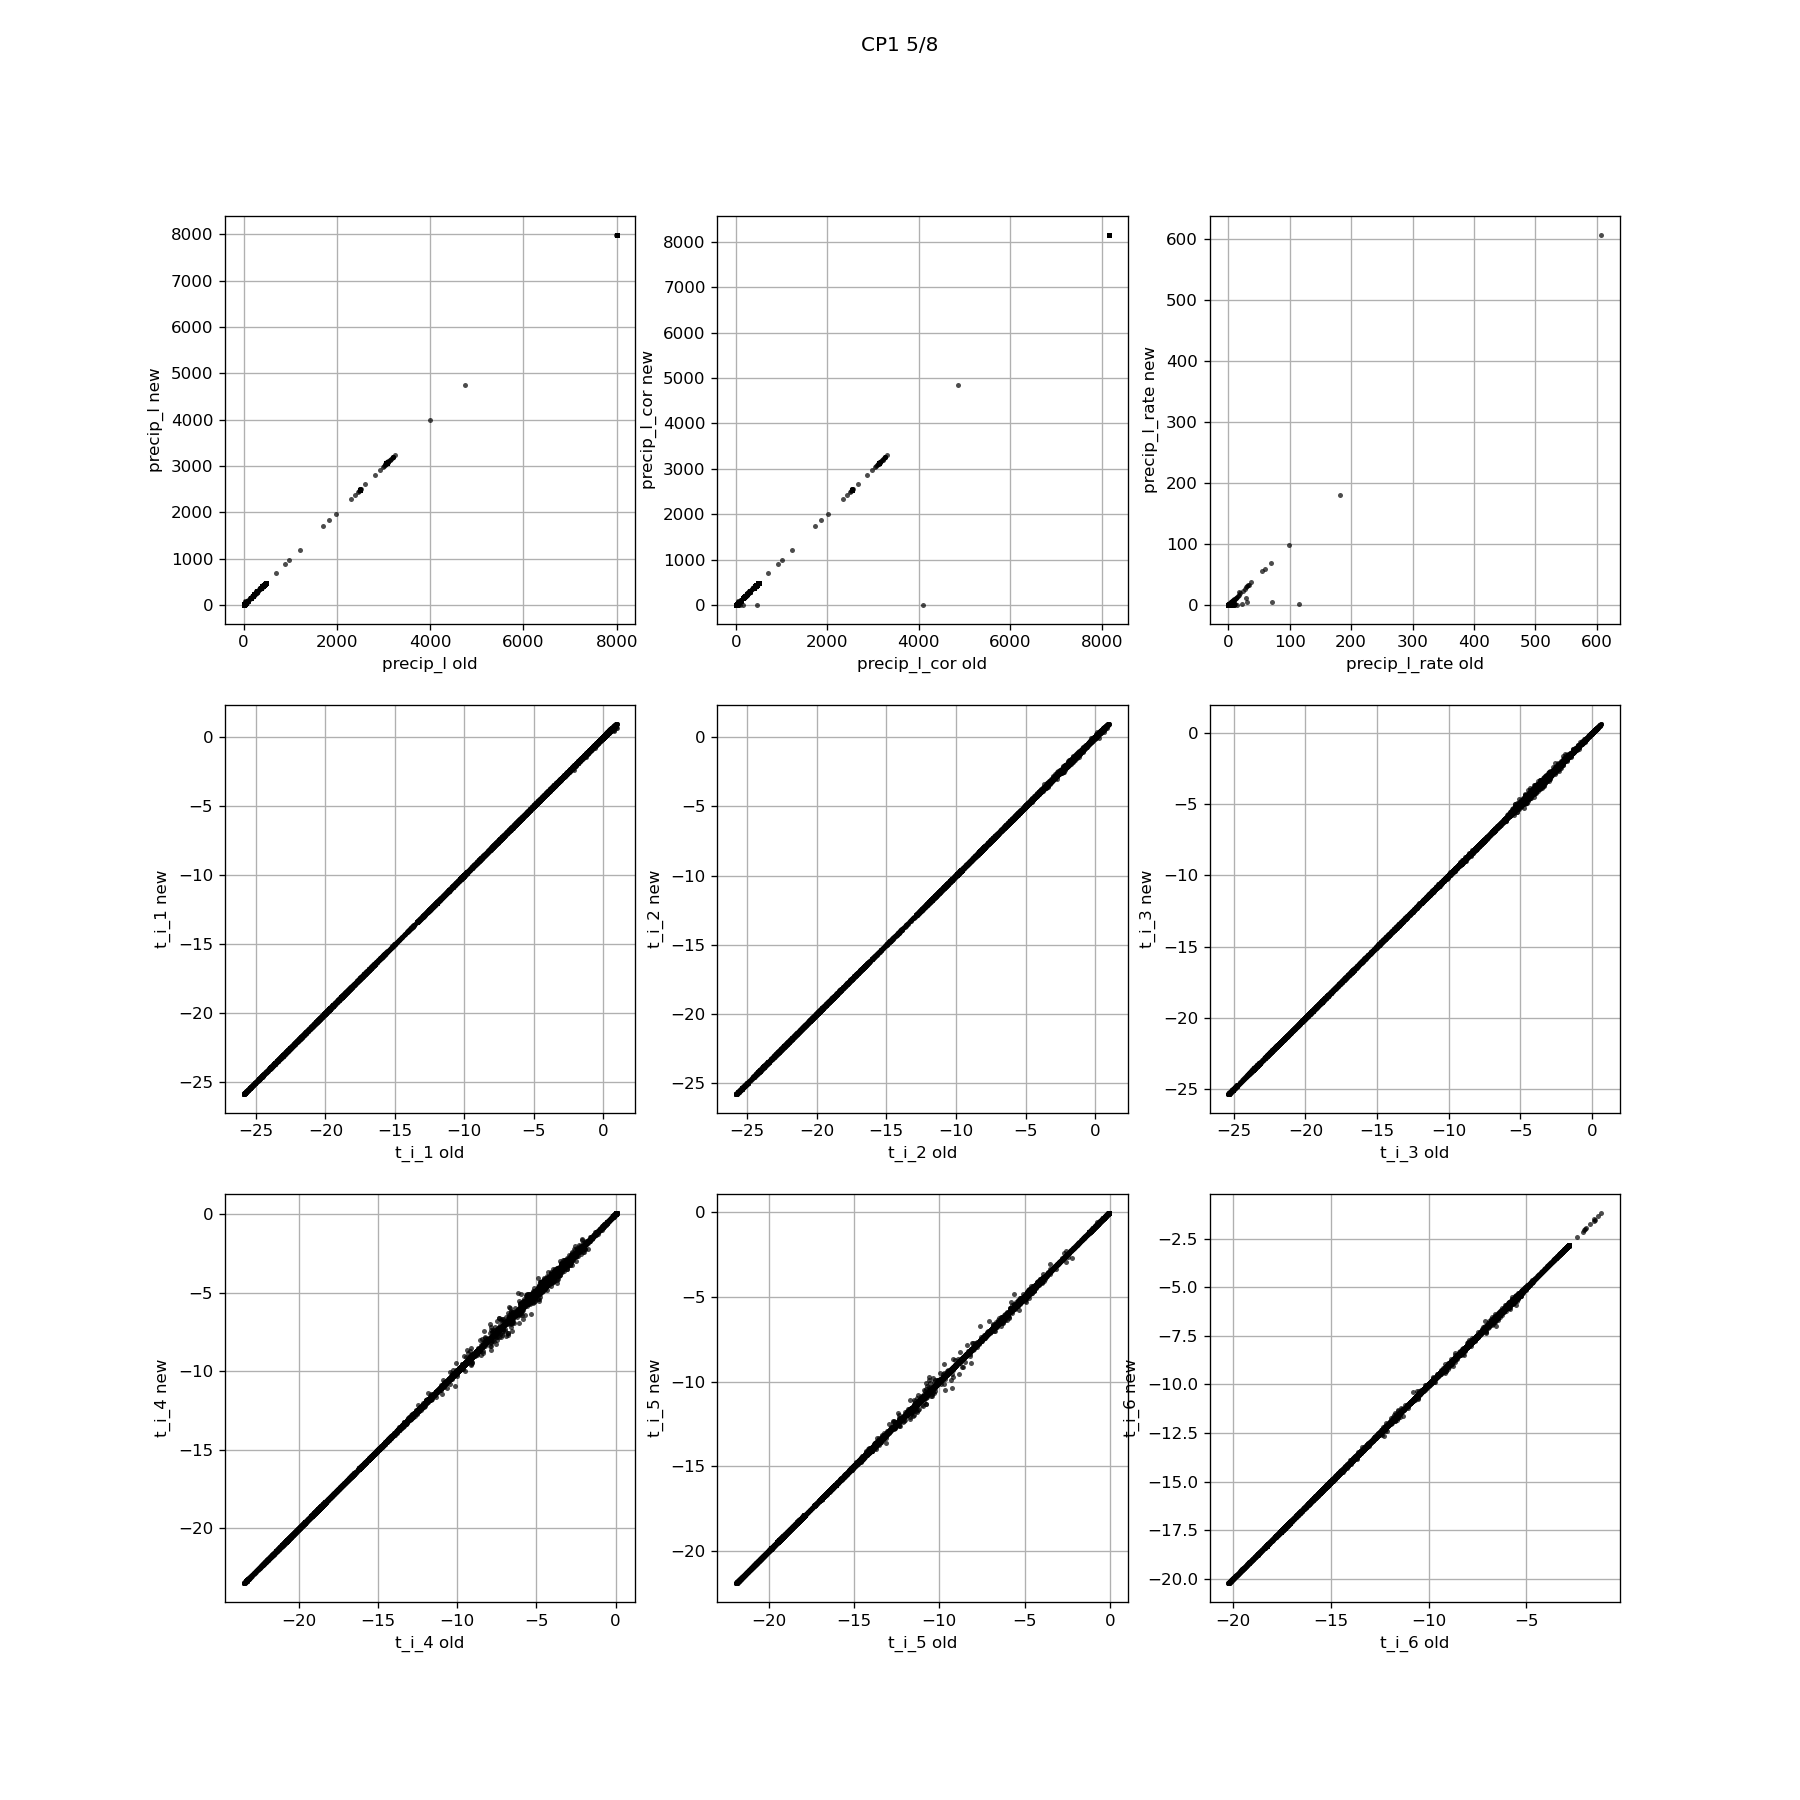 CP1 5/8
8000
7000
6000
5000
4000
3000
2000
1000
0
precip_l new
0 2000 4000 6000 8000
precip_l old
8000
7000
6000
5000
4000
3000
2000
1000
0
precip_l_cor new
0 2000 4000 6000 8000
precip_l_cor old
600
500
400
300
200
100
0
precip_l_rate new
0 100 200 300 400 500 600
precip_l_rate old
0
−5
−10
−15
−20
−25
t_i_1 new
−25 −20 −15 −10 −5 0
t_i_1 old
0
−5
−10
−15
−20
−25
t_i_2 new
−25 −20 −15 −10 −5 0
t_i_2 old
0
−5
−10
−15
−20
−25
t_i_3 new
−25 −20 −15 −10 −5 0
t_i_3 old
0
−5
−10
−15
−20
t_i_4 new
−20 −15 −10 −5 0
t_i_4 old
0
−5
−10
−15
−20
t_i_5 new
−20 −15 −10 −5 0
t_i_5 old
−2.5
−5.0
−7.5
−10.0
−12.5
−15.0
−17.5
−20.0
t_i_6 new
−20 −15 −10 −5
t_i_6 old